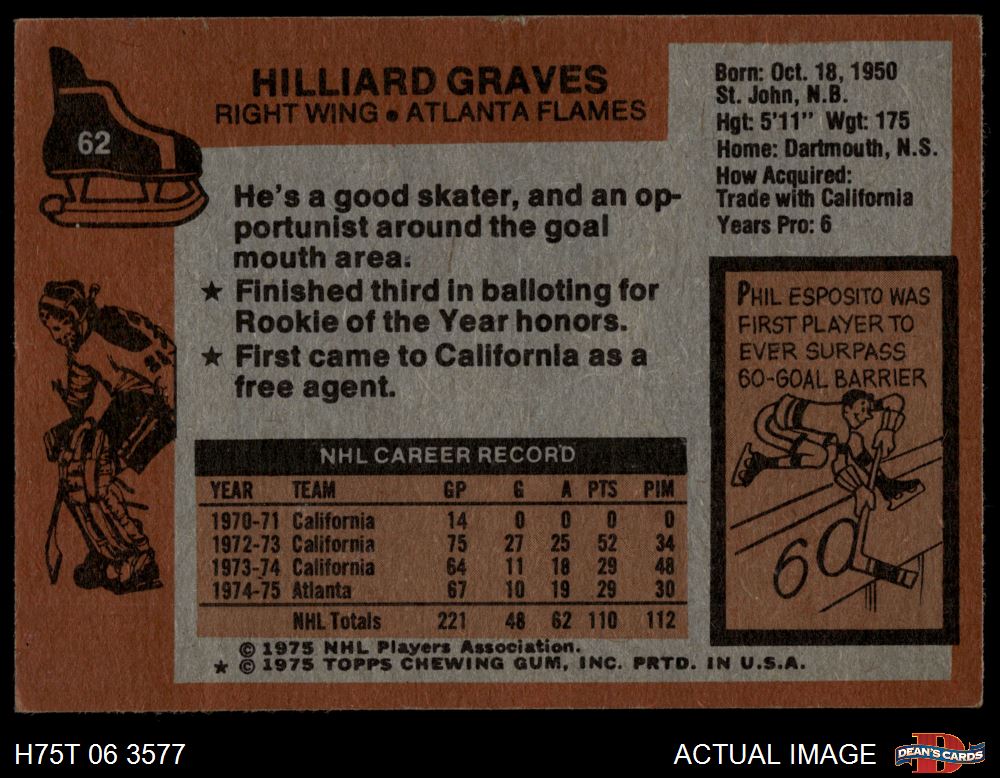 62
HILLIARD GRAVES
RIGHT WING • ATLANTA FLAMES
Born: Oct. 18, 1950
St. John, N.B.
Hgt: 5'11" Wgt: 175
Home: Dartmouth, N.S.
How Acquired:
Trade with California
Years Pro: 6
He's a good skater, and an op-
portunist around the goal
mouth area.
★ Finished third in balloting for
Rookie of the Year honors.
★ First came to California as a
free agent.
PHIL ESPOSITO WAS
FIRST PLAYER TO
EVER SURPASS
60-GOAL BARRIER
60
NHL CAREER RECORD
YEAR TEAM GP G A PTS PIM
1970-71 California 14 0 0 0 0
1972-73 California 75 27 25 52 34
1973-74 California 64 11 18 29 48
1974-75 Atlanta 67 10 19 29 30
NHL Totals 221 48 62 110 112
© 1975 NHL Players Association.
★ © 1975 TOPPS CHEWING GUM, INC. PRTD. IN U.S.A.
H75T 06 3577
ACTUAL IMAGE
DEAN'S CARDS